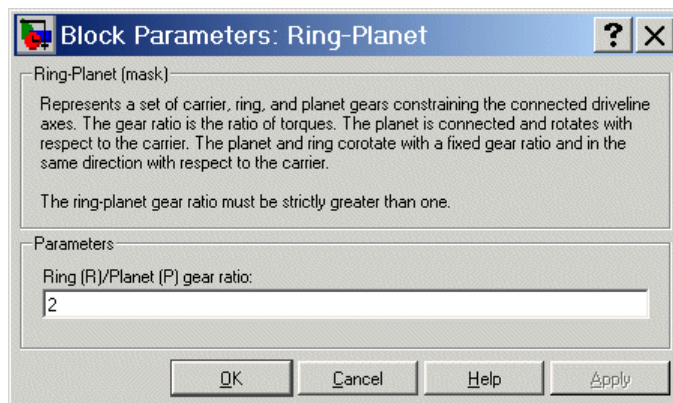 Block Parameters: Ring-Planet
Ring-Planet (mask)
Represents a set of carrier, ring, and planet gears constraining the connected driveline
axes. The gear ratio is the ratio of torques. The planet is connected and rotates with
respect to the carrier. The planet and ring corotate with a fixed gear ratio and in the
same direction with respect to the carrier.
The ring-planet gear ratio must be strictly greater than one.
Parameters
Ring (R)/Planet (P) gear ratio:
2
OK Cancel Help Apply